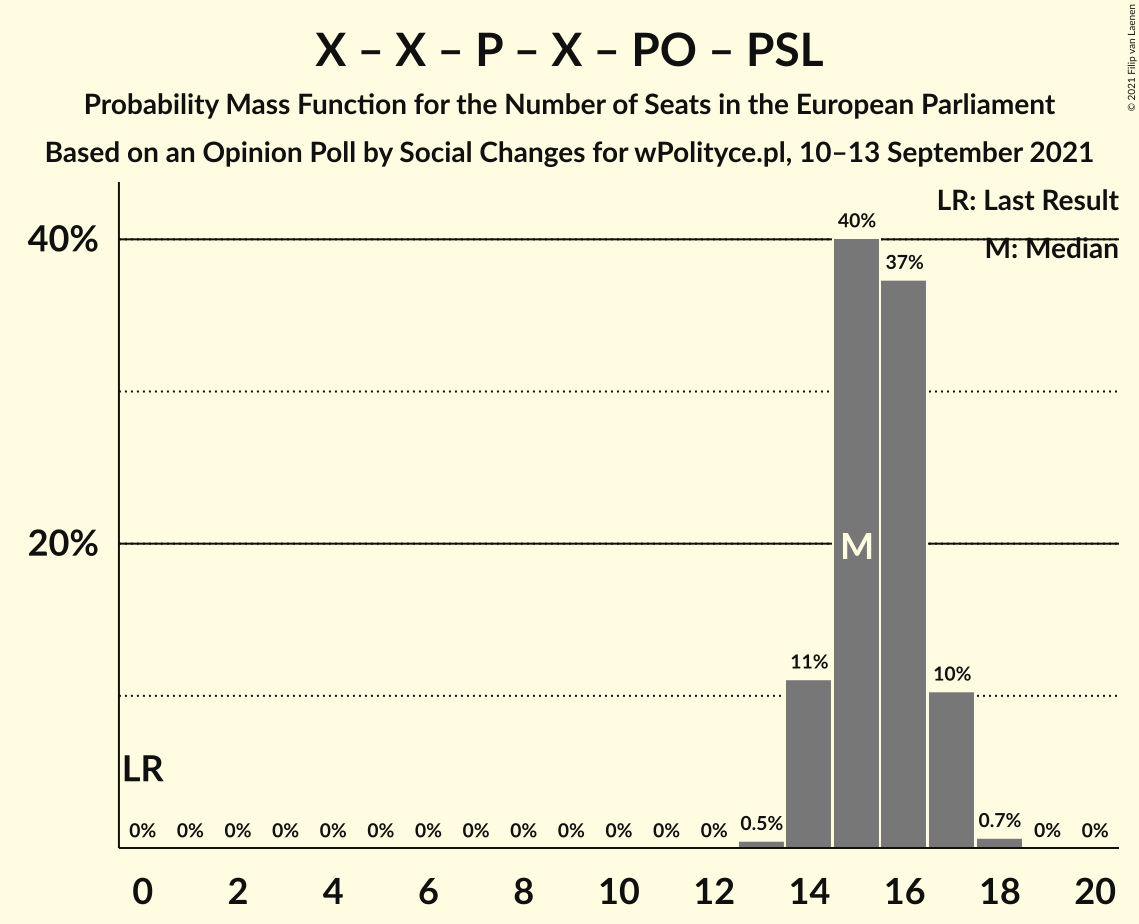 X – X – P – X – PO – PSL
Probability Mass Function for the Number of Seats in the European Parliament
Based on an Opinion Poll by Social Changes for wPolityce.pl, 10–13 September 2021
© 2021 Filip van Laenen
LR: Last Result
M: Median
40%
20%
40%
37%
M
11%
10%
LR
0% 0% 0% 0% 0% 0% 0% 0% 0% 0% 0% 0% 0% 0.5% 0.7% 0% 0%
0 2 4 6 8 10 12 14 16 18 20